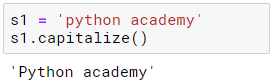 s1 = 'python academy'
s1.capitalize()
'Python academy'